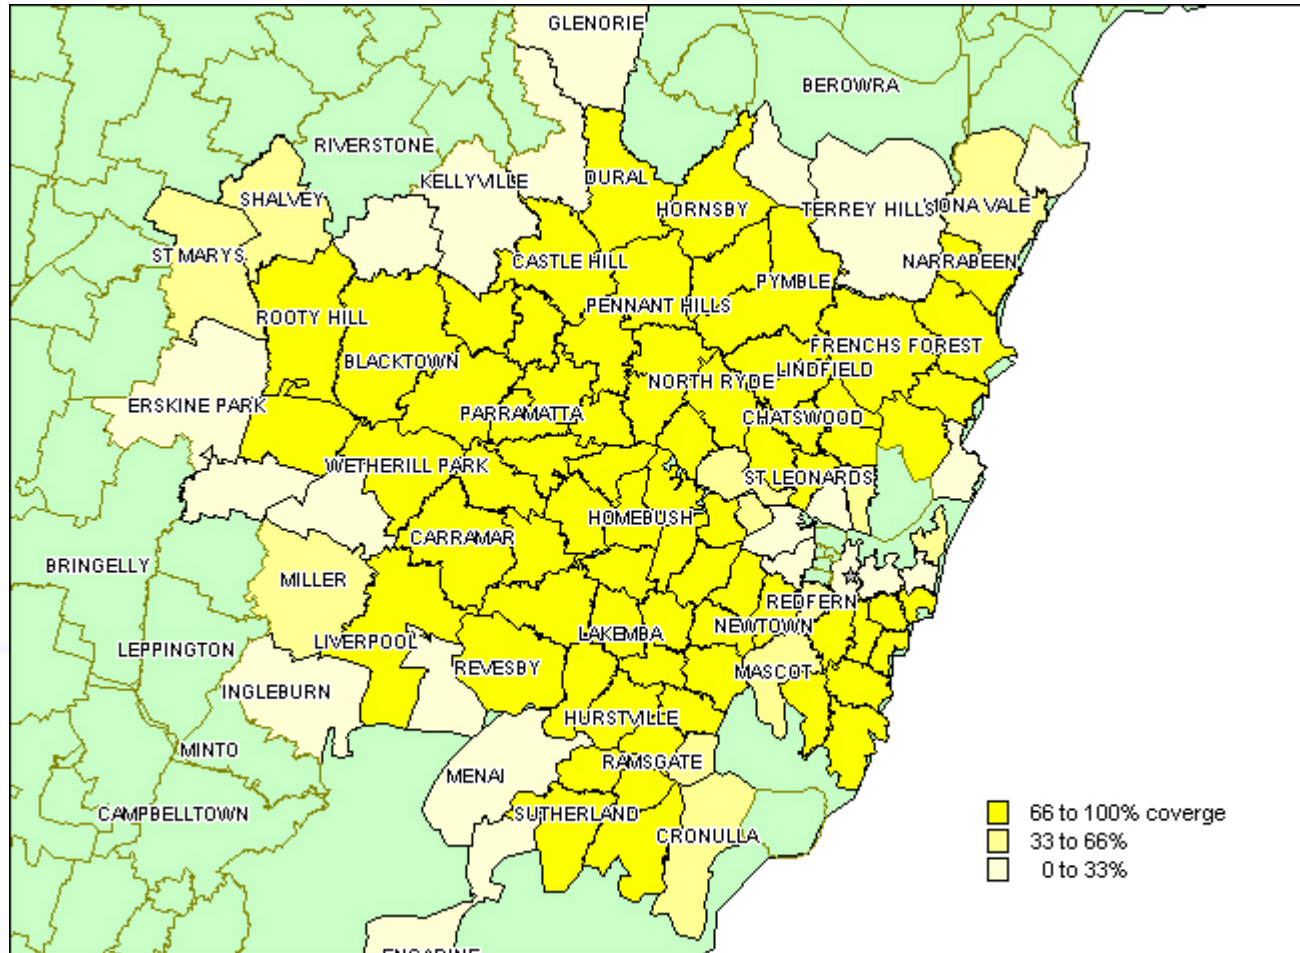 GLENORIE
BEROWRA
RIVERSTONE
KELLYVILLE
DURAL
SHALVEY
HORNSBY
TERREY HILLS
IONA VALE
ST MARYS
CASTLE HILL
NARRABEEN
PYMBLE
PENNANT HILLS
ROOTY HILL
FRENCHS FOREST
BLACKTOWN
LINDFIELD
NORTH RYDE
ERSKINE PARK
PARRAMATTA
CHATSWOOD
WETHERILL PARK
ST LEONARDS
HOMEBUSH
CARRAMAR
BRINGELLY
MILLER
REDFERN
NEWTOWN
LAKEMBA
LIVERPOOL
LEPPINGTON
REVESBY
MASCOT
INGLEBURN
HURSTVILLE
MINTO
RAMSGATE
MENAI
CAMPBELLTOWN
SUTHERLAND
CRONULLA
66 to 100% coverge
33 to 66%
0 to 33%